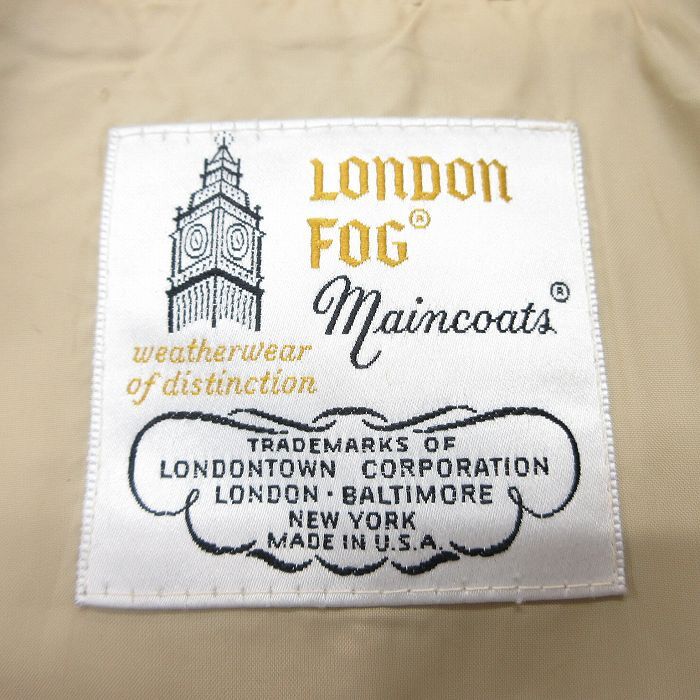 LONDON
FOG®
Maincoats®
weatherwear
of distinction
TRADEMARKS OF
LONDONTOWN CORPORATION
LONDON · BALTIMORE
NEW YORK
MADE IN U.S.A.